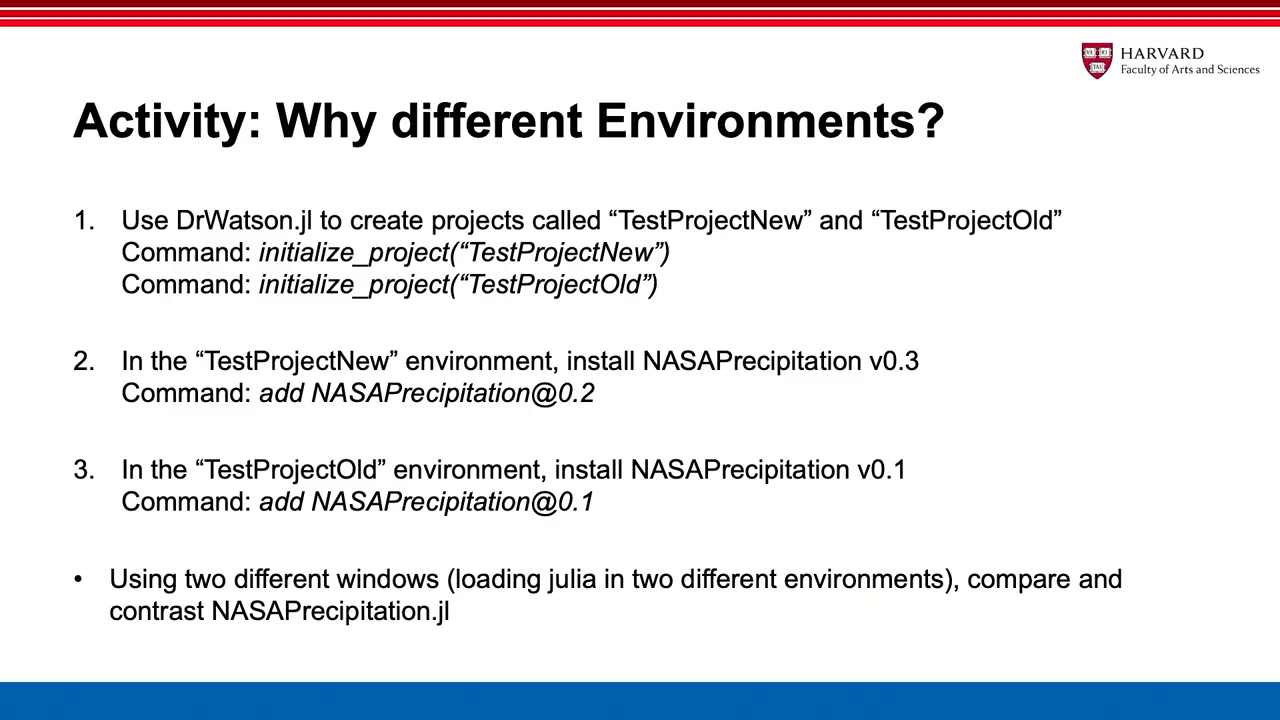 HARVARD
Faculty of Arts and Sciences
Activity: Why different Environments?
1. Use DrWatson.jl to create projects called “TestProjectNew” and “TestProjectOld”
Command: initialize_project(“TestProjectNew”)
Command: initialize_project(“TestProjectOld”)
2. In the “TestProjectNew” environment, install NASAPrecipitation v0.3
Command: add NASAPrecipitation@0.2
3. In the “TestProjectOld” environment, install NASAPrecipitation v0.1
Command: add NASAPrecipitation@0.1
• Using two different windows (loading julia in two different environments), compare and
contrast NASAPrecipitation.jl